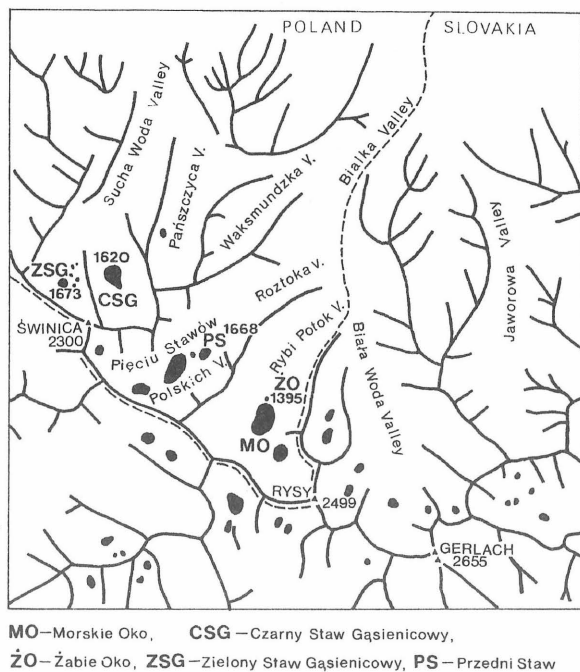 POLAND SLOVAKIA
Sucha Woda Valley
Pańszczyca V.
Waksmundzka V.
Białka Valley
Jaworowa Valley
ZSG
1673
1620
CSG
Roztoka V.
ŚWINICA
2300
Pięciu Stawów
Polskich V.
1668
PS
Rybi Potok V.
Biała Woda Valley
ŻO
1395
MO
RYSY
2499
GERLACH
2655
MO–Morskie Oko, CSG–Czarny Staw Gąsienicowy,
ŻO–Żabie Oko, ZSG–Zielony Staw Gąsienicowy, PS–Przedni Staw